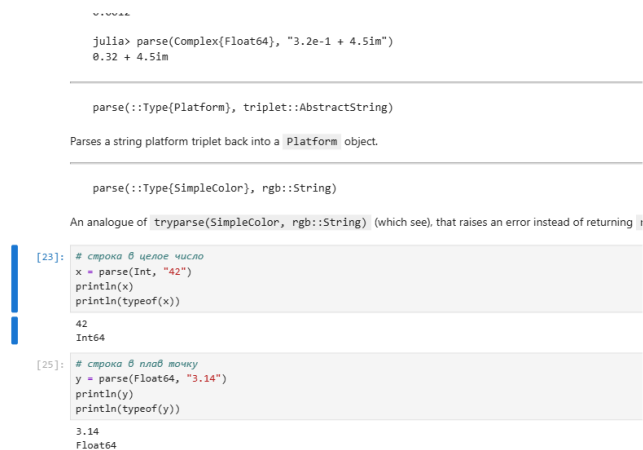 julia> parse(Complex{Float64}, "3.2e-1 + 4.5im")
0.32 + 4.5im
parse(::Type{Platform}, triplet::AbstractString)
Parses a string platform triplet back into a Platform object.
parse(::Type{SimpleColor}, rgb::String)
An analogue of tryparse(SimpleColor, rgb::String) (which see), that raises an error instead of returning
[23]: # строка в целое число
x = parse(Int, "42")
println(x)
println(typeof(x))
42
Int64
[25]: # строка в плав точку
y = parse(Float64, "3.14")
println(y)
println(typeof(y))
3.14
Float64